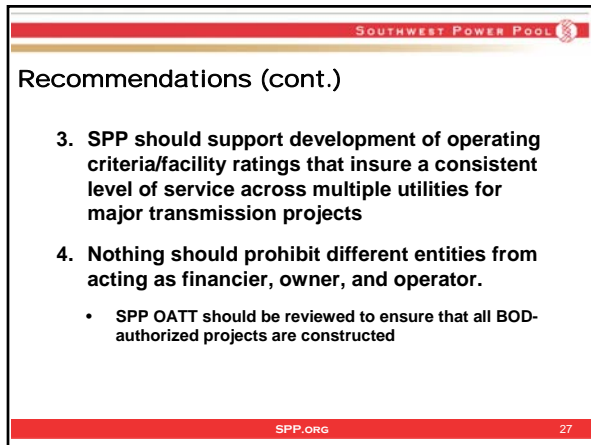 SOUTHWEST POWER POOL
Recommendations (cont.)
3. SPP should support development of operating
criteria/facility ratings that insure a consistent
level of service across multiple utilities for
major transmission projects
4. Nothing should prohibit different entities from
acting as financier, owner, and operator.
• SPP OATT should be reviewed to ensure that all BOD-
authorized projects are constructed
SPP.ORG 27